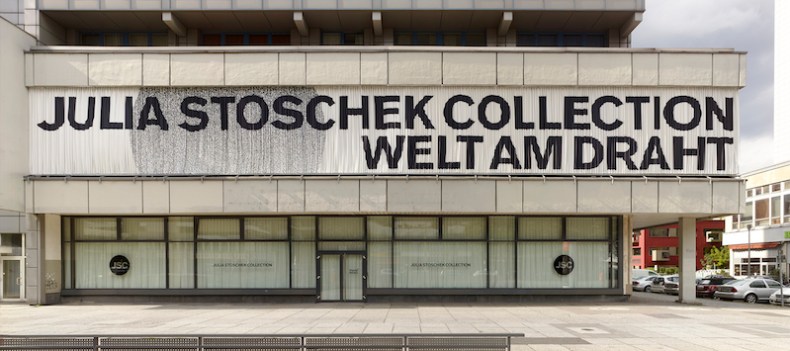 JULIA STOSCHEK COLLECTION
WELT AM DRAHT
JSC
JULIA STOSCHEK COLLECTION
JULIA STOSCHEK COLLECTION
JSC